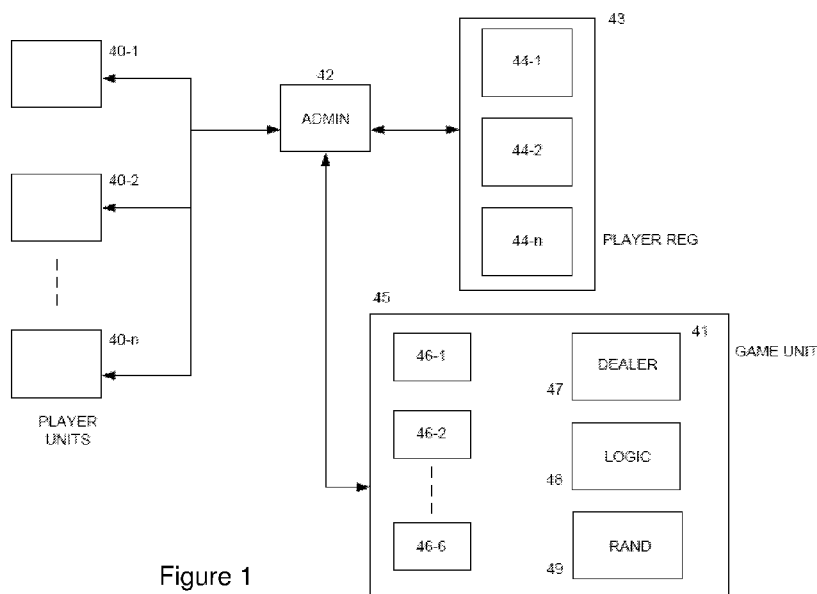 40-1
42
ADMIN
43
44-1
40-2
44-2
44-n
PLAYER REG
40-n
PLAYER
UNITS
45
41
GAME UNIT
46-1
DEALER
47
46-2
LOGIC
48
46-6
RAND
49
Figure 1